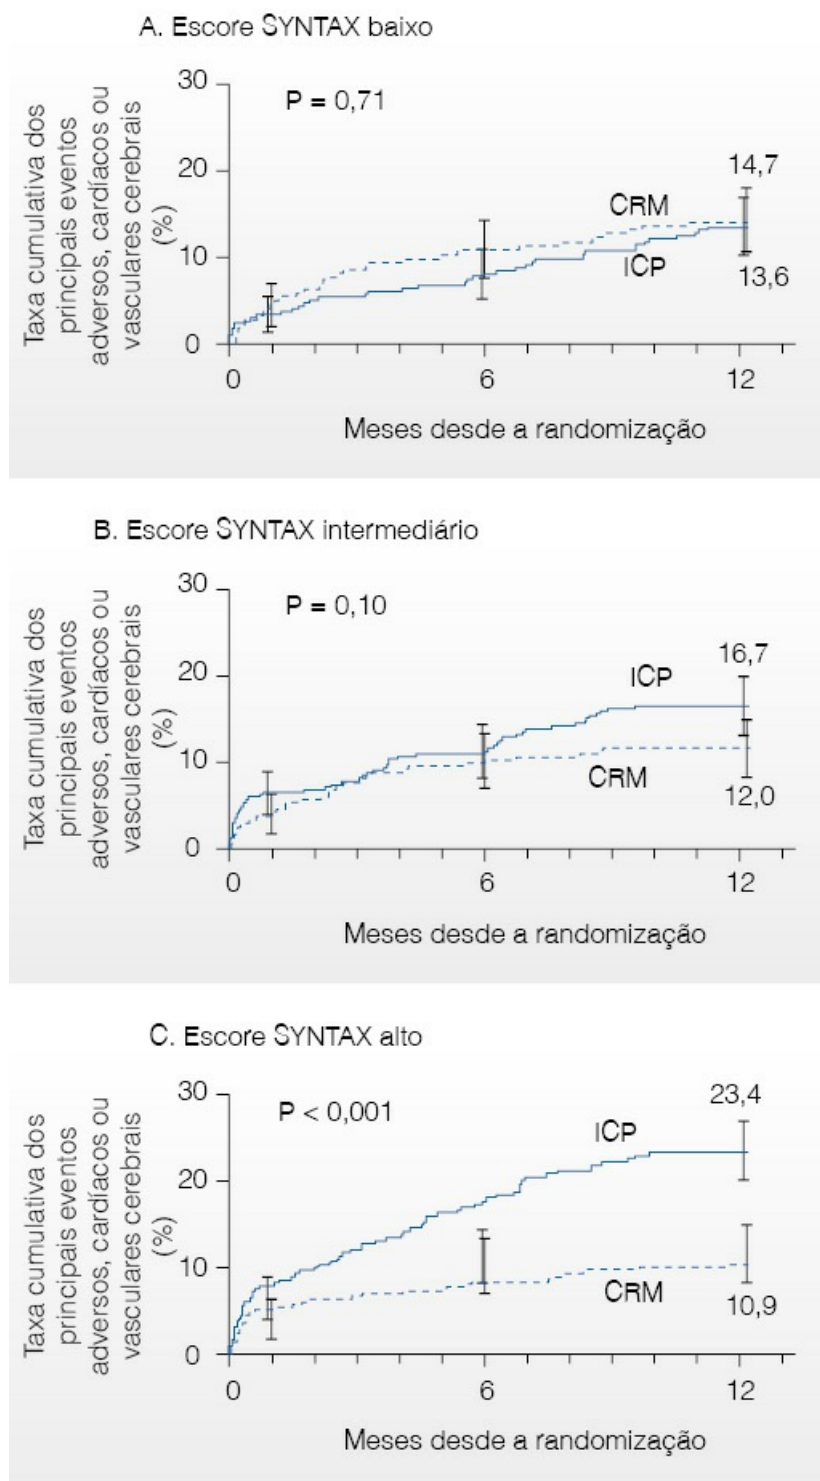 A. Escore SYNTAX baixo
Taxa cumulativa dos
principais eventos
adversos, cardíacos ou
vasculares cerebrais
(%)
30
20
10
0
P = 0,71
CRM
ICP
14,7
13,6
0
6
12
Meses desde a randomização
B. Escore SYNTAX intermediário
Taxa cumulativa dos
principais eventos
adversos, cardíacos ou
vasculares cerebrais
(%)
30
20
10
0
P = 0,10
ICP
CRM
16,7
12,0
0
6
12
Meses desde a randomização
C. Escore SYNTAX alto
Taxa cumulativa dos
principais eventos
adversos, cardíacos ou
vasculares cerebrais
(%)
30
20
10
0
P < 0,001
ICP
CRM
23,4
10,9
0
6
12
Meses desde a randomização